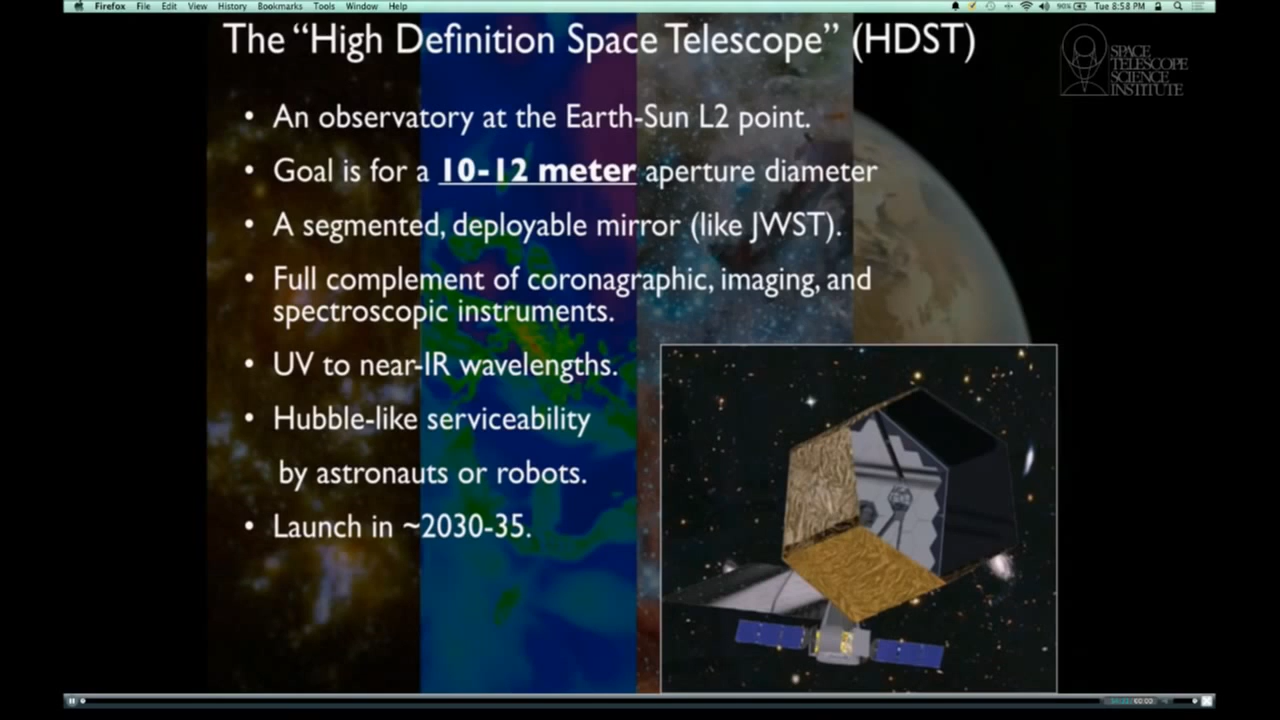 Firefox File Edit View History Bookmarks Tools Window Help 90% Tue 8:58 PM
The “High Definition Space Telescope” (HDST)
SPACE
TELESCOPE
SCIENCE
INSTITUTE
• An observatory at the Earth-Sun L2 point.
• Goal is for a 10-12 meter aperture diameter
• A segmented, deployable mirror (like JWST).
• Full complement of coronagraphic, imaging, and
spectroscopic instruments.
• UV to near-IR wavelengths.
• Hubble-like serviceability
by astronauts or robots.
• Launch in ~2030-35.